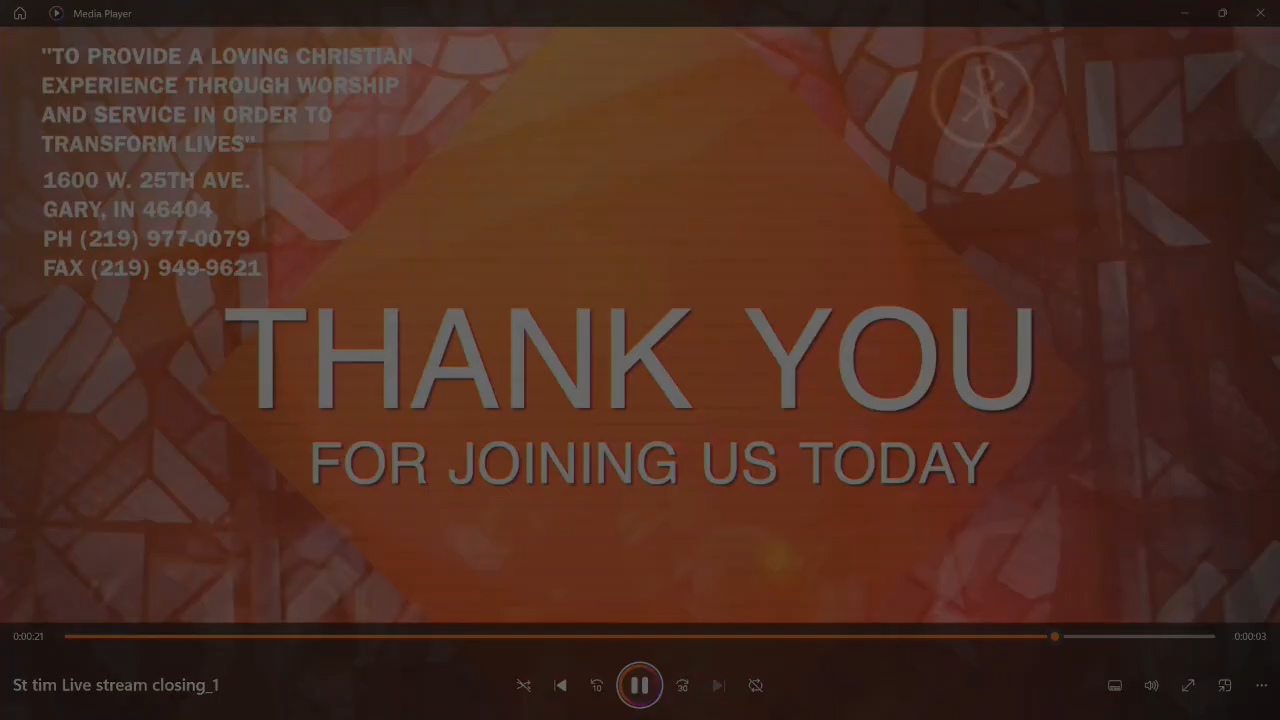 Media Player
"TO PROVIDE A LOVING CHRISTIAN
EXPERIENCE THROUGH WORSHIP
AND SERVICE IN ORDER TO
TRANSFORM LIVES"
1600 W. 25TH AVE.
GARY, IN 46404
PH (219) 977-0079
FAX (219) 949-9621
THANK YOU
FOR JOINING US TODAY
0:00:21
0:00:03
St tim Live stream closing_1
10
30